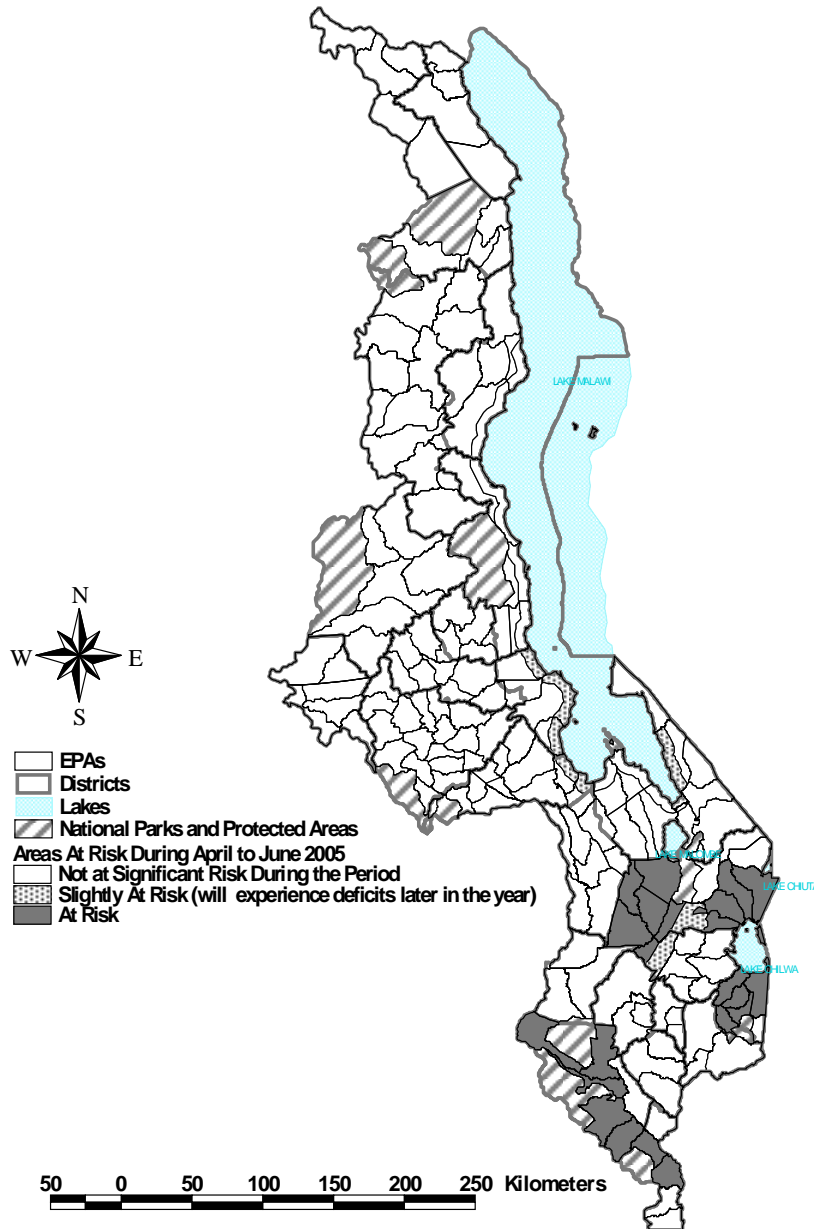 LAKE MALAWI
N
W E
S
EPAs
Districts
Lakes
National Parks and Protected Areas
Areas At Risk During April to June 2005
Not at Significant Risk During the Period
Slightly At Risk (will experience deficits later in the year)
At Risk
LAKE MALOMBE
LAKE CHIUTA
LAKE CHILWA
50 0 50 100 150 200 250 Kilometers